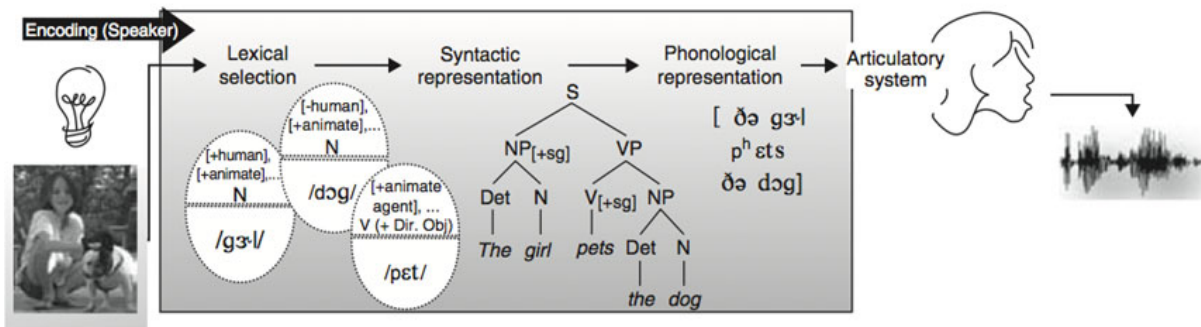 Encoding (Speaker)
Lexical
selection
Syntactic
representation
Phonological
representation
Articulatory
system
[+human],
[+animate],...
N
/gɝl/
[-human],
[+animate],...
N
/dɔg/
[+animate
agent], ...
V (+ Dir. Obj)
/pɛt/
S
NP[+sg] VP
Det N V[+sg] NP
The girl pets Det N
the dog
[ ðə gɝl
pʰ ɛts
ðə dɔg]